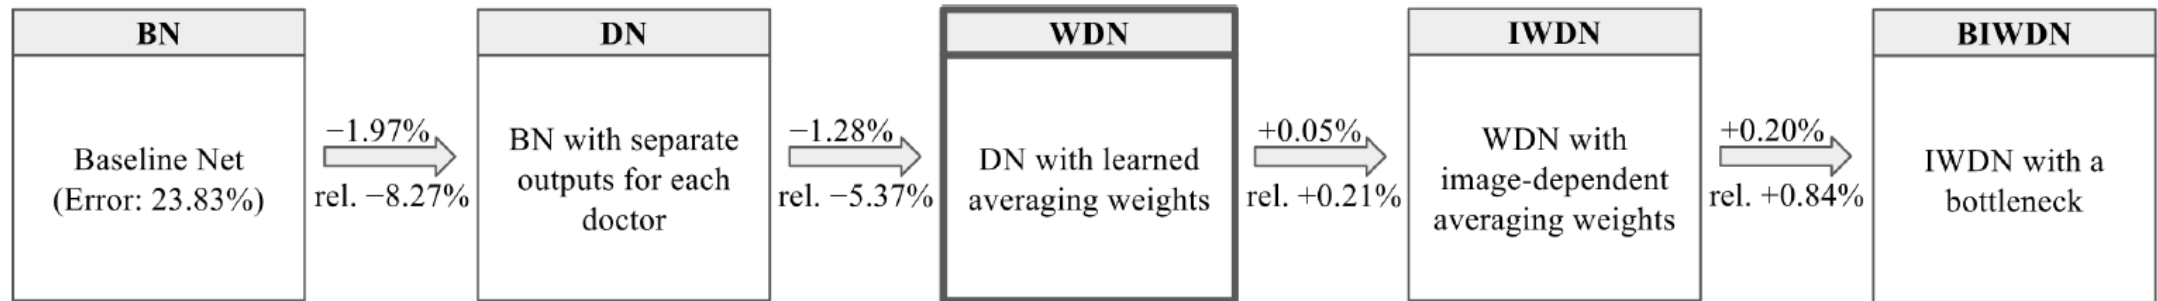 BN
Baseline Net
(Error: 23.83%)
−1.97%
rel. −8.27%
DN
BN with separate
outputs for each
doctor
−1.28%
rel. −5.37%
WDN
DN with learned
averaging weights
+0.05%
rel. +0.21%
IWDN
WDN with
image-dependent
averaging weights
+0.20%
rel. +0.84%
BIWDN
IWDN with a
bottleneck